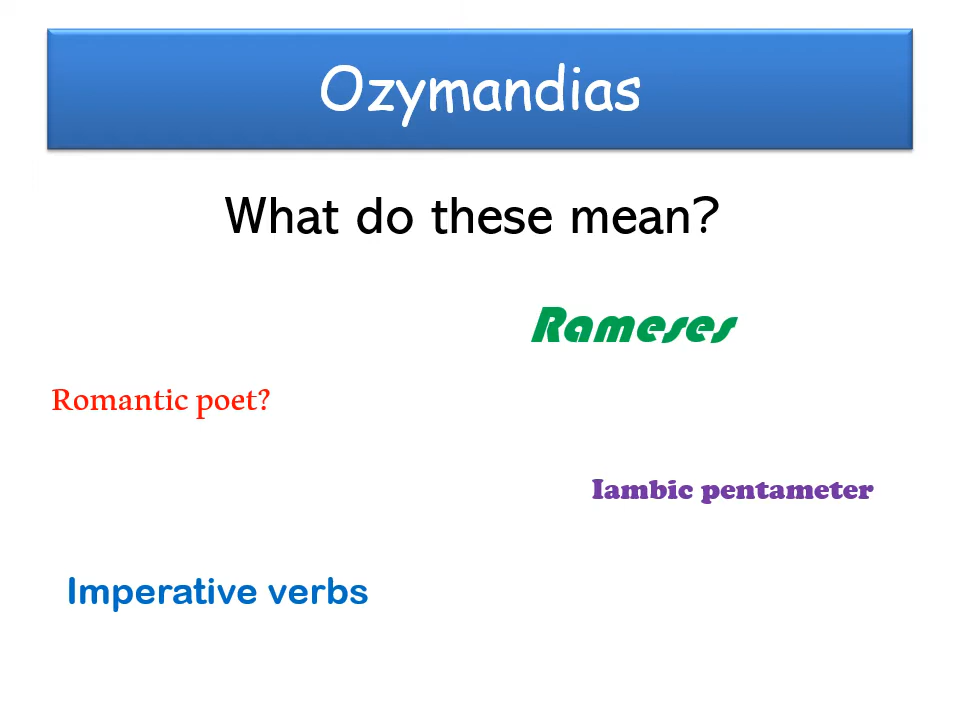 Ozymandias
What do these mean?
Rameses
Romantic poet?
Iambic pentameter
Imperative verbs